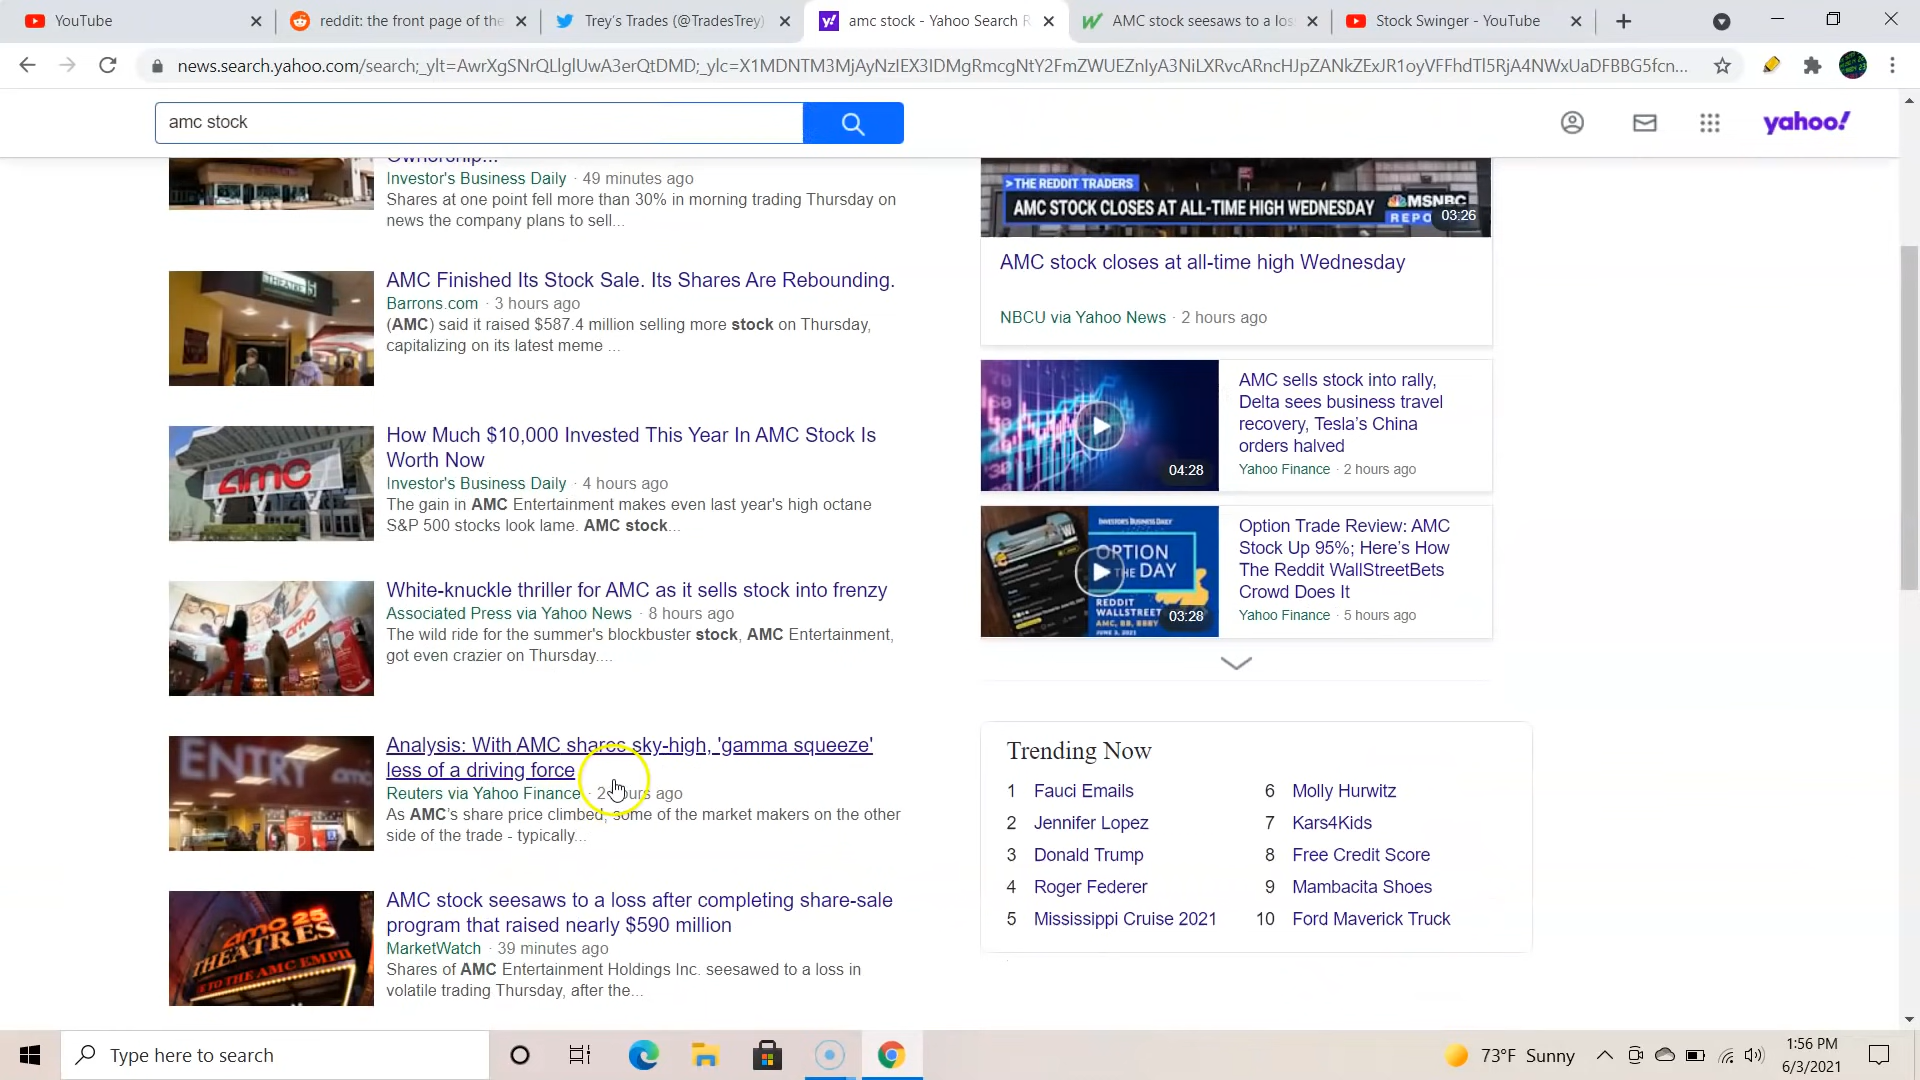 YouTube
reddit: the front page of the
Trey's Trades (@TradesTrey)
amc stock - Yahoo Search R
AMC stock seesaws to a los
Stock Swinger - YouTube
news.search.yahoo.com/search;_ylt=AwrXgSNrQLlglUwA3erQtDMD;_ylc=X1MDNTM3MjAyNzIEX3IDMgRmcgNtY2FmZWUEZnIyA3NiLXRvcARncHJpZANkZExJR1oyVFFhdTl5RjA4NWxUaDFBBG5fcn...
amc stock
yahoo!
Ownership...
Investor's Business Daily · 49 minutes ago
Shares at one point fell more than 30% in morning trading Thursday on
news the company plans to sell...
AMC Finished Its Stock Sale. Its Shares Are Rebounding.
Barrons.com · 3 hours ago
(AMC) said it raised $587.4 million selling more stock on Thursday,
capitalizing on its latest meme ...
How Much $10,000 Invested This Year In AMC Stock Is
Worth Now
Investor's Business Daily · 4 hours ago
The gain in AMC Entertainment makes even last year's high octane
S&P 500 stocks look lame. AMC stock...
amc
White-knuckle thriller for AMC as it sells stock into frenzy
Associated Press via Yahoo News · 8 hours ago
The wild ride for the summer's blockbuster stock, AMC Entertainment,
got even crazier on Thursday....
ENTRY amc
Analysis: With AMC shares sky-high, 'gamma squeeze'
less of a driving force
Reuters via Yahoo Finance · 2 hours ago
As AMC's share price climbed, some of the market makers on the other
side of the trade - typically...
amc 25
THEATRES
TO THE AMC EMPI
AMC stock seesaws to a loss after completing share-sale
program that raised nearly $590 million
MarketWatch · 39 minutes ago
Shares of AMC Entertainment Holdings Inc. seesawed to a loss in
volatile trading Thursday, after the...
>THE REDDIT TRADERS
AMC STOCK CLOSES AT ALL-TIME HIGH WEDNESDAY
MSNBC
REPO
03:26
AMC stock closes at all-time high Wednesday
NBCU via Yahoo News · 2 hours ago
04:28
AMC sells stock into rally,
Delta sees business travel
recovery, Tesla's China
orders halved
Yahoo Finance · 2 hours ago
INVESTOR'S BUSINESS DAILY
OPTION
OF THE DAY
REDDIT
WALLSTREET
AMC, BB, BBBY
JUNE 3, 2021
03:28
Option Trade Review: AMC
Stock Up 95%; Here's How
The Reddit WallStreetBets
Crowd Does It
Yahoo Finance · 5 hours ago
Trending Now
1 Fauci Emails
2 Jennifer Lopez
3 Donald Trump
4 Roger Federer
5 Mississippi Cruise 2021
6 Molly Hurwitz
7 Kars4Kids
8 Free Credit Score
9 Mambacita Shoes
10 Ford Maverick Truck
Type here to search
73°F Sunny
1:56 PM
6/3/2021